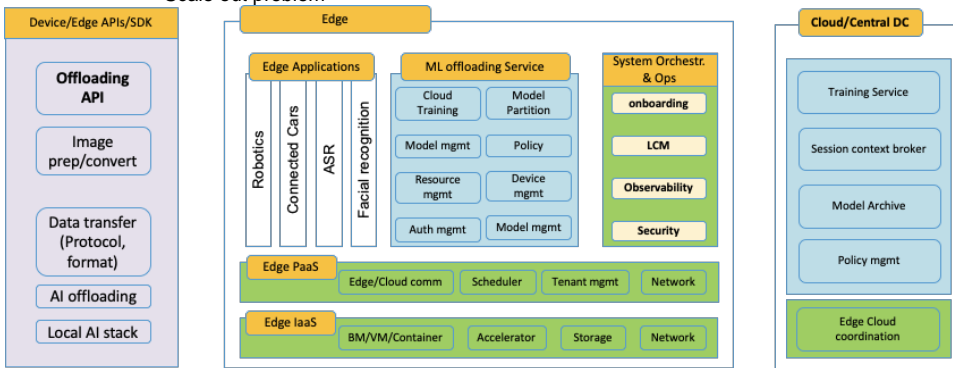 Scale out problem
Device/Edge APIs/SDK
Offloading
API
Image
prep/convert
Data transfer
(Protocol,
format)
AI offloading
Local AI stack
Edge
Edge Applications
Robotics
Connected Cars
ASR
Facial recognition
ML offloading Service
Cloud
Training
Model
Partition
Model mgmt
Policy
Resource
mgmt
Device
mgmt
Auth mgmt
Model mgmt
System Orchestr.
& Ops
onboarding
LCM
Observability
Security
Edge PaaS
Edge/Cloud comm
Scheduler
Tenant mgmt
Network
Edge IaaS
BM/VM/Container
Accelerator
Storage
Network
Cloud/Central DC
Training Service
Session context broker
Model Archive
Policy mgmt
Edge Cloud
coordination